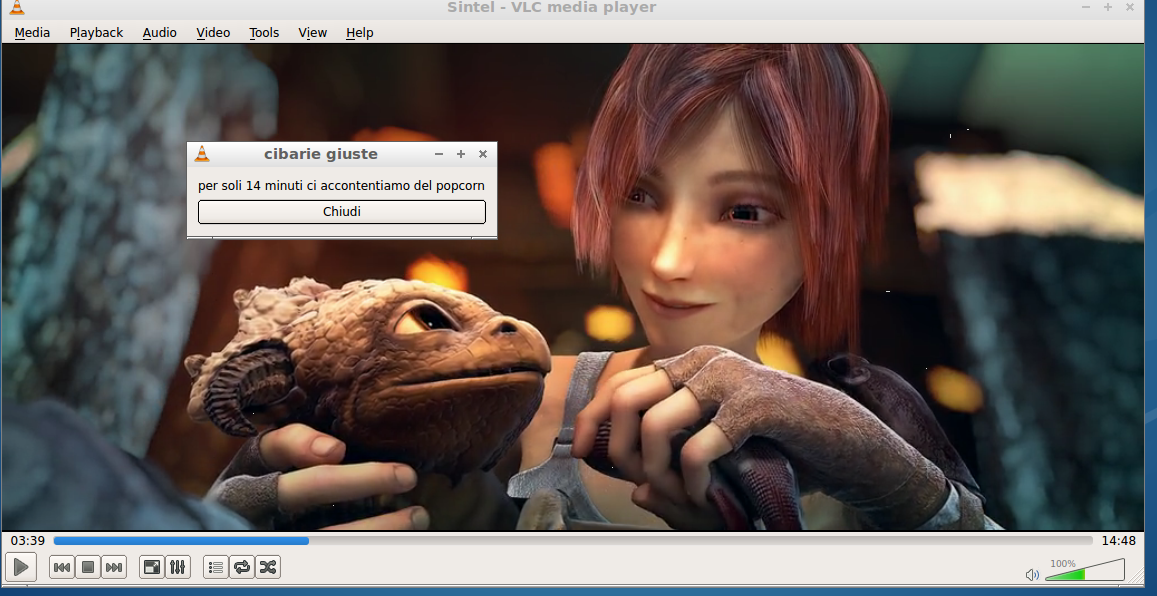 Sintel - VLC media player
Media Playback Audio Video Tools View Help
cibarie giuste
per soli 14 minuti ci accontentiamo del popcorn
Chiudi
03:39 14:48
100%